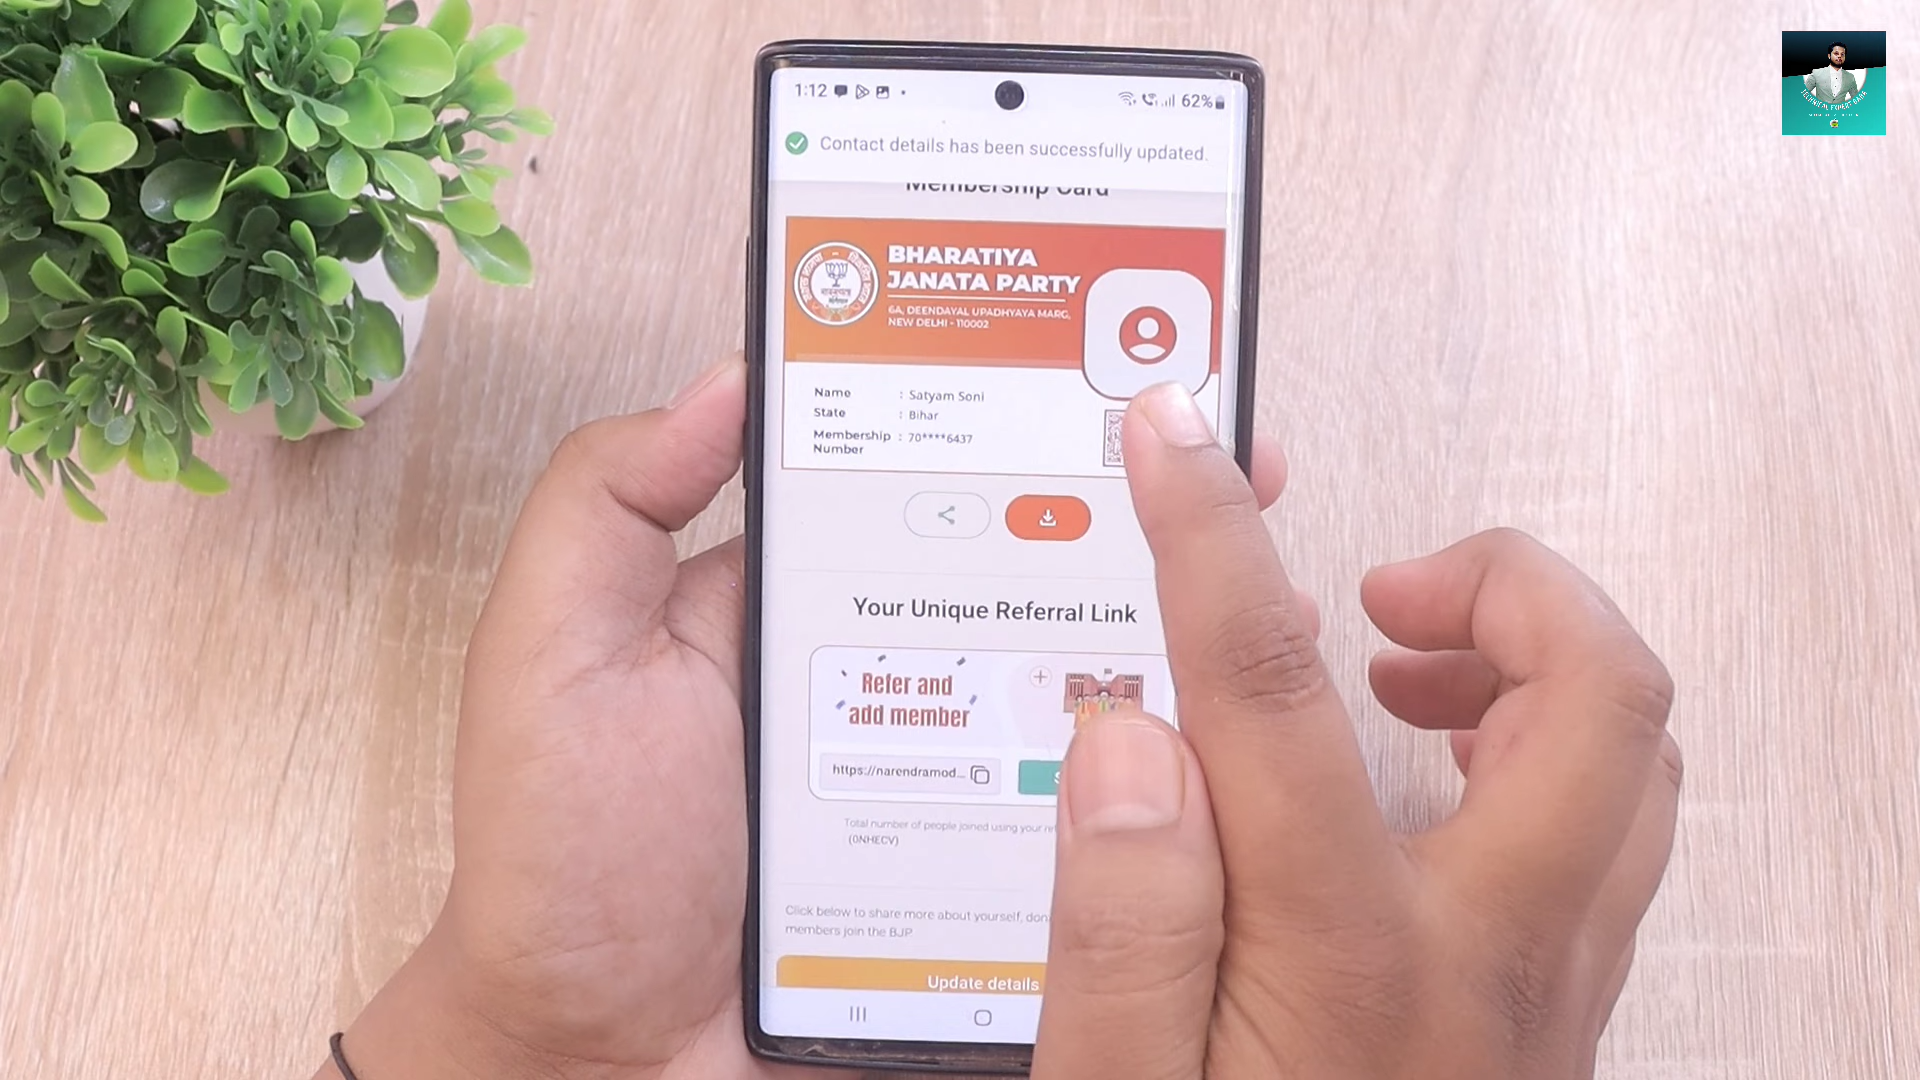 1:12
62%
Contact details has been successfully updated.
Membership Card
BHARATIYA
JANATA PARTY
6A, DEENDAYAL UPADHYAYA MARG,
NEW DELHI - 110002
Name : Satyam Soni
State : Bihar
Membership : 70****6437
Number
Your Unique Referral Link
Refer and
add member
https://narendramod...
S
Total number of people joined using your
(0NHECV)
Click below to share more about yourself,
members join the BJP
Update details
TECHNICAL EXPERT BABA